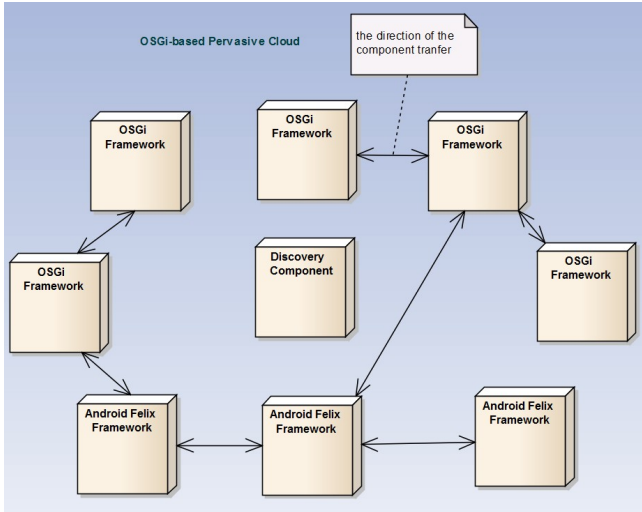 OSGi-based Pervasive Cloud
the direction of the
component tranfer
OSGi
Framework
OSGi
Framework
OSGi
Framework
OSGi
Framework
Discovery
Component
OSGi
Framework
Android Felix
Framework
Android Felix
Framework
Android Felix
Framework